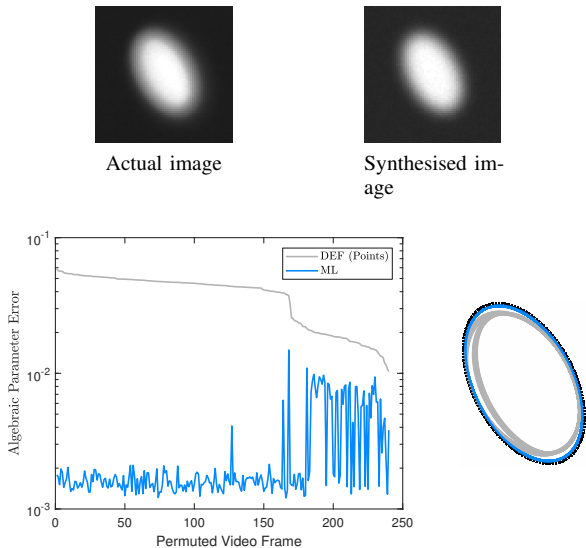 Actual image
Synthesised im-
age
10^-1
10^-2
10^-3
Algebraic Parameter Error
DEF (Points)
ML
0 50 100 150 200 250
Permuted Video Frame